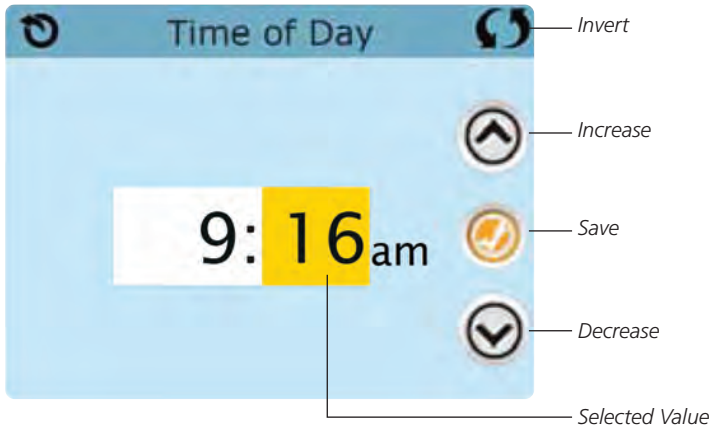 Time of Day
Invert
Increase
9:16am
Save
Decrease
Selected Value